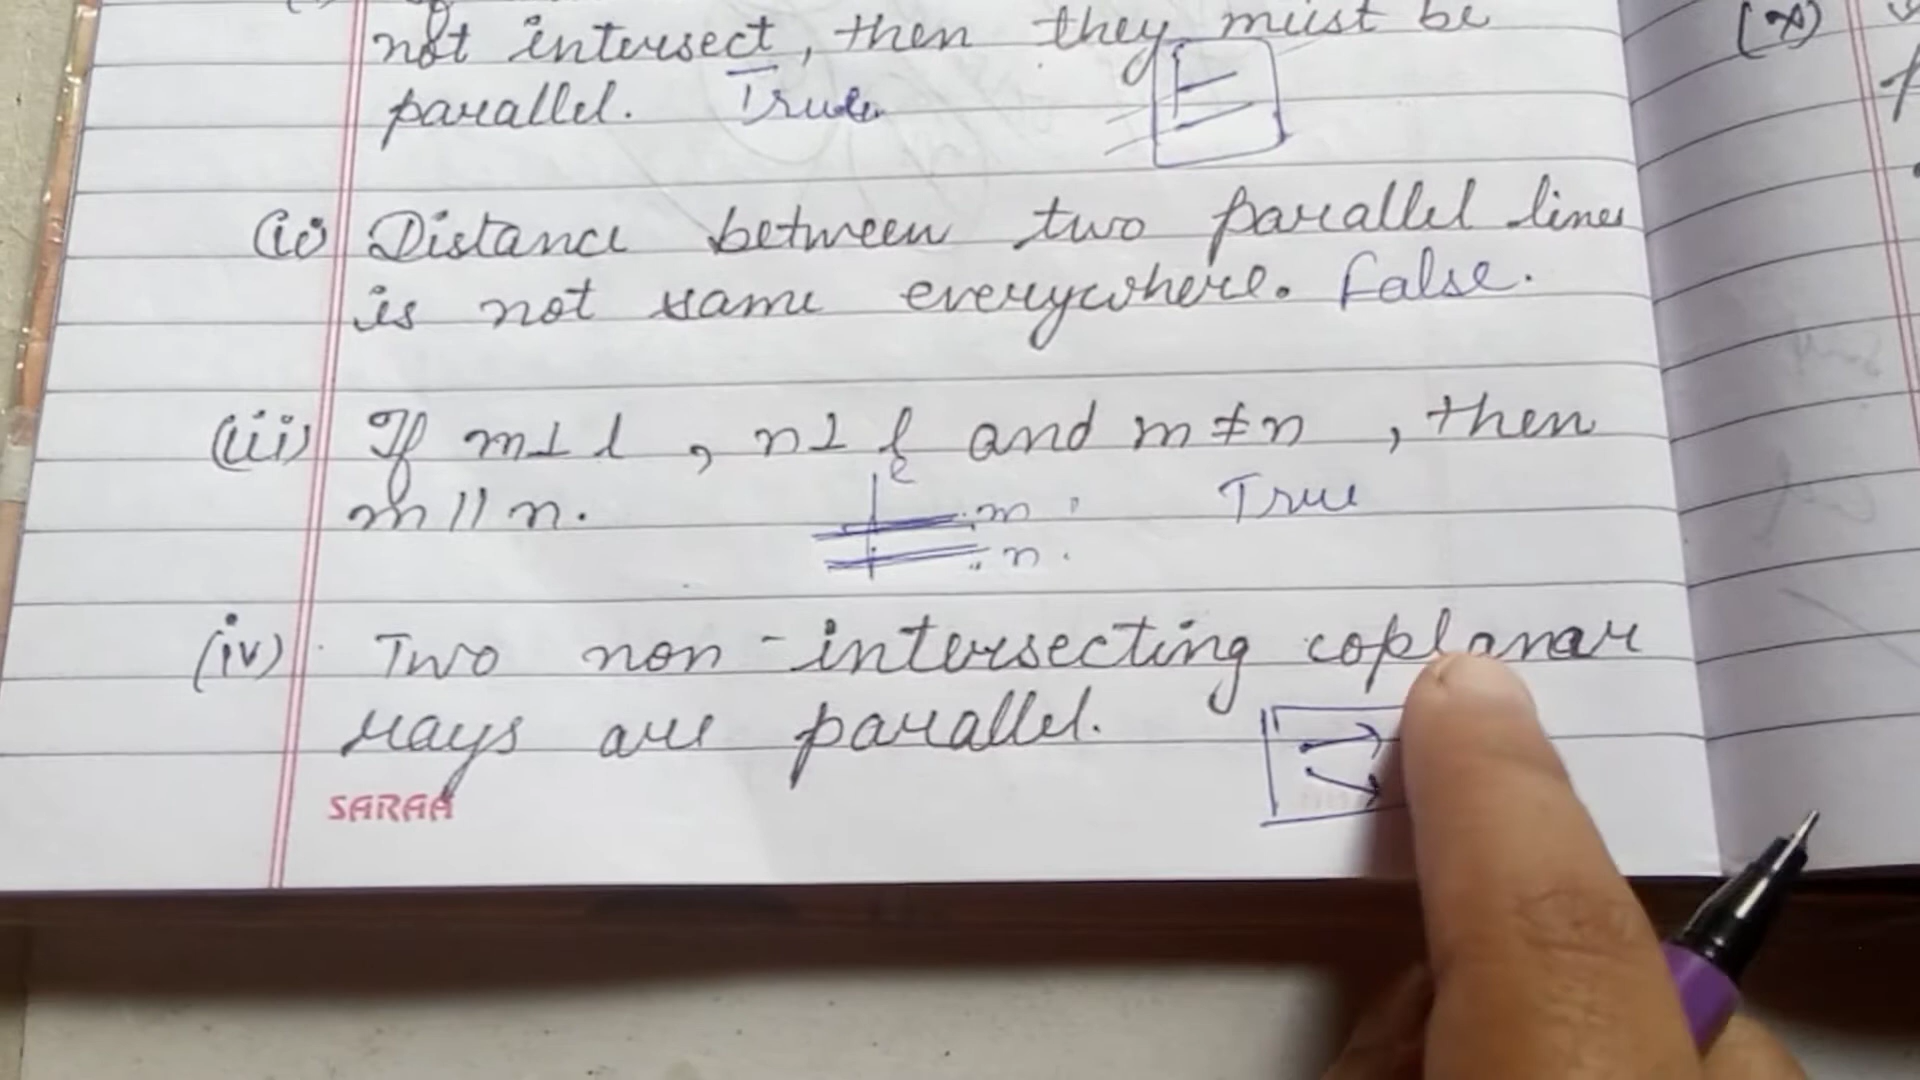 not intersect, then they must be
parallel. True
(ii) Distance between two parallel lines
is not same everywhere. False.
(iii) If m⊥l, n⊥l and m≠n, then
m||n. True
l
m
n.
(iv) Two non-intersecting coplanar
rays are parallel.
SARAA
(x)